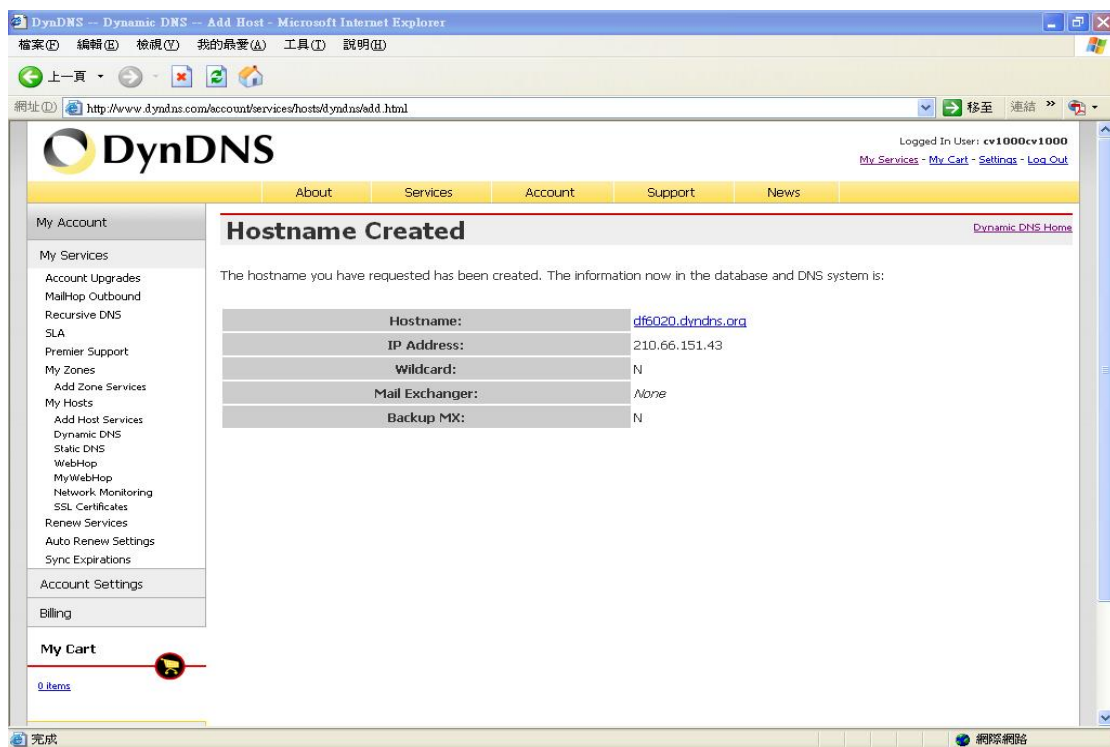 DynDNS -- Dynamic DNS -- Add Host - Microsoft Internet Explorer
檔案(F) 編輯(E) 檢視(V) 我的最愛(A) 工具(T) 說明(H)
上一頁
網址(D) http://www.dyndns.com/account/services/hosts/dyndns/add.html 移至 連結 »
DynDNS
Logged In User: cv1000cv1000
My Services - My Cart - Settings - Log Out
About Services Account Support News
My Account
My Services
Account Upgrades
MailHop Outbound
Recursive DNS
SLA
Premier Support
My Zones
Add Zone Services
My Hosts
Add Host Services
Dynamic DNS
Static DNS
WebHop
MyWebHop
Network Monitoring
SSL Certificates
Renew Services
Auto Renew Settings
Sync Expirations
Account Settings
Billing
My Cart
0 items
Hostname Created
Dynamic DNS Home
The hostname you have requested has been created. The information now in the database and DNS system is:
Hostname: df6020.dyndns.org
IP Address: 210.66.151.43
Wildcard: N
Mail Exchanger: None
Backup MX: N
完成 網際網路